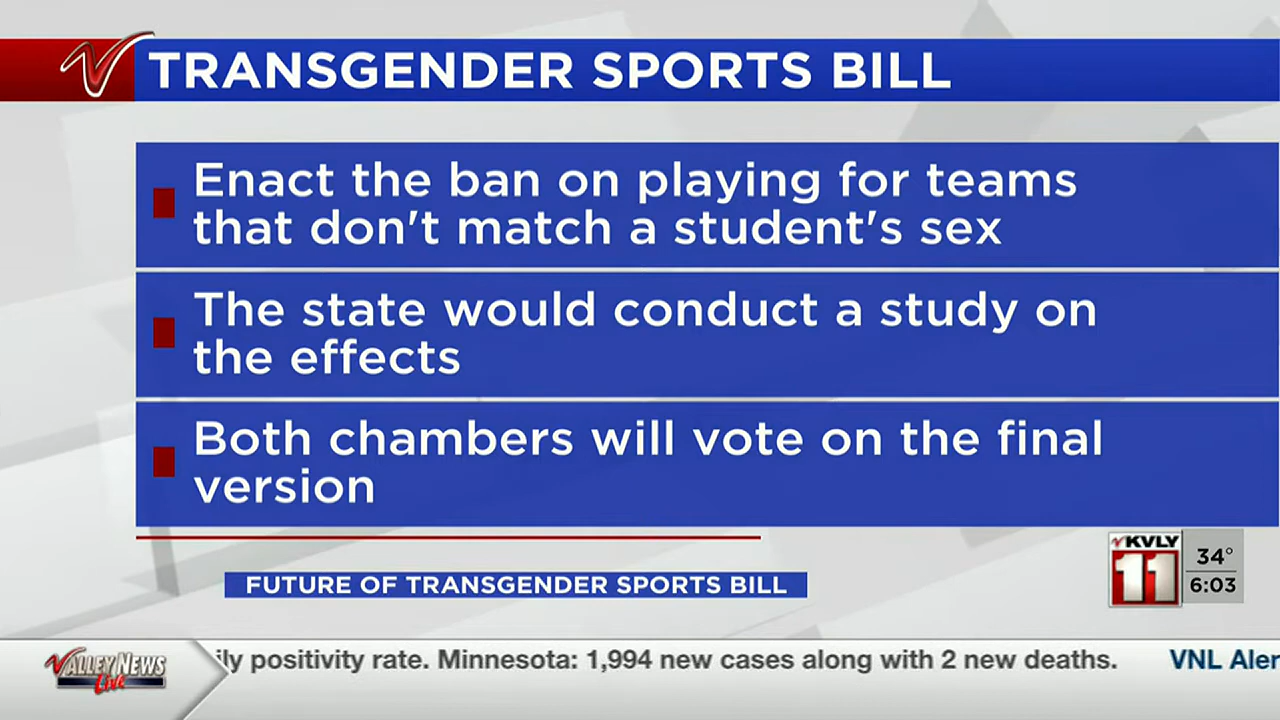 TRANSGENDER SPORTS BILL
Enact the ban on playing for teams
that don't match a student's sex
The state would conduct a study on
the effects
Both chambers will vote on the final
version
FUTURE OF TRANSGENDER SPORTS BILL
KVLY
11
34°
6:03
VALLEY NEWS
Live
ily positivity rate. Minnesota: 1,994 new cases along with 2 new deaths. VNL Aler